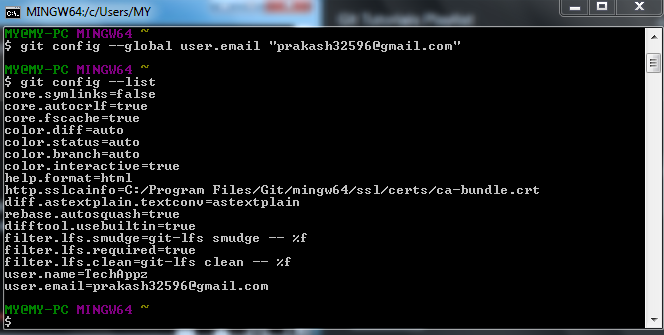 MINGW64:/c/Users/MY
MY@MY-PC MINGW64 ~
$ git config --global user.email "prakash32596@gmail.com"
MY@MY-PC MINGW64 ~
$ git config --list
core.symlinks=false
core.autocrlf=true
core.fscache=true
color.diff=auto
color.status=auto
color.branch=auto
color.interactive=true
help.format=html
http.sslcainfo=C:/Program Files/Git/mingw64/ssl/certs/ca-bundle.crt
diff.astextplain.textconv=astextplain
rebase.autosquash=true
difftool.usebuiltin=true
filter.lfs.smudge=git-lfs smudge -- %f
filter.lfs.required=true
filter.lfs.clean=git-lfs clean -- %f
user.name=TechAppz
user.email=prakash32596@gmail.com
MY@MY-PC MINGW64 ~
$